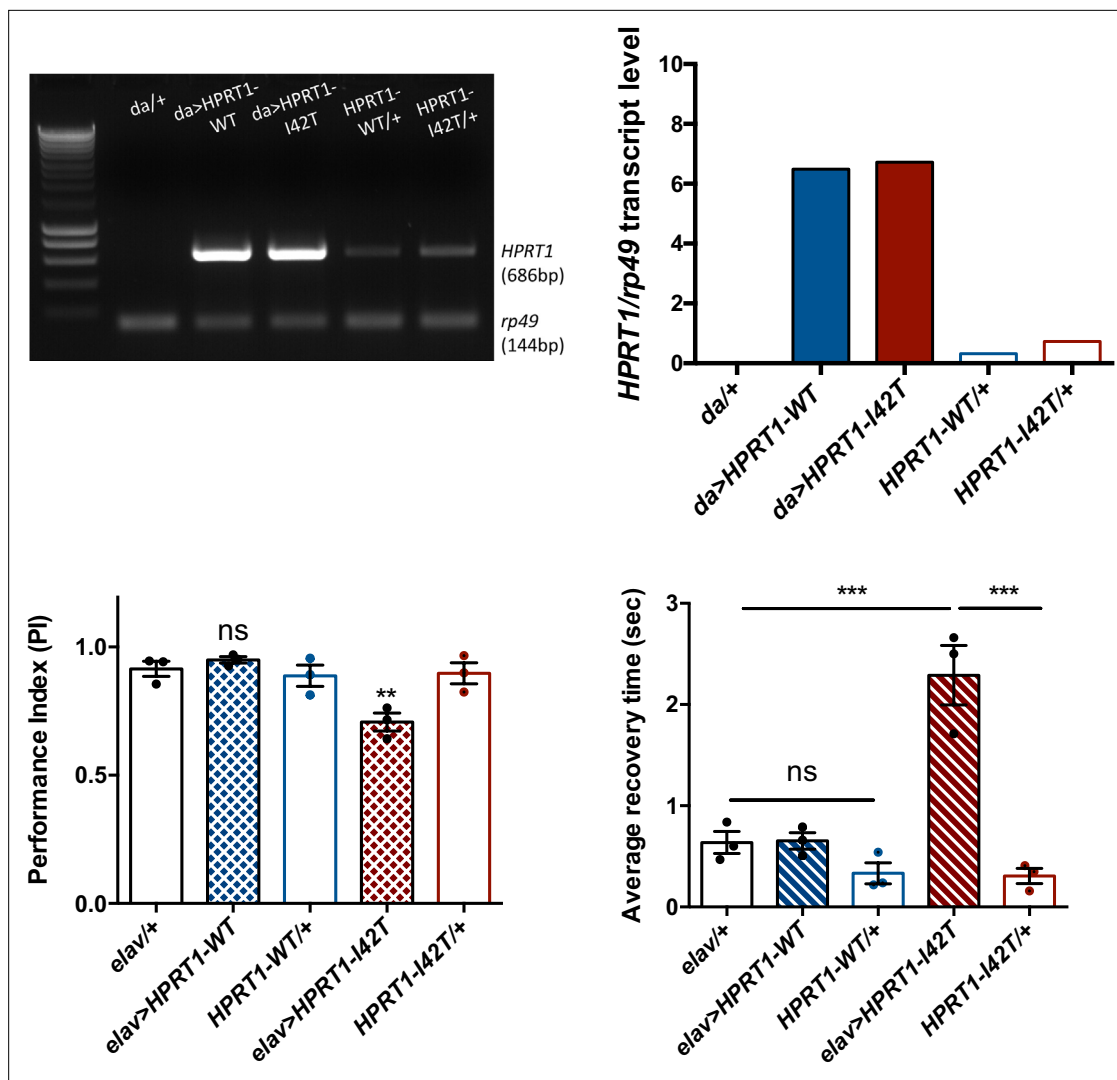 da/+
da>HPRT1-
WT
da>HPRT1-
I42T
HPRT1-
WT/+
HPRT1-
I42T/+
HPRT1
(686bp)
rp49
(144bp)
HPRT1/rp49 transcript level
10
8
6
4
2
0
da/+
da>HPRT1-WT
da>HPRT1-I42T
HPRT1-WT/+
HPRT1-I42T/+
Performance Index (PI)
1.0
0.5
0.0
ns
**
elav/+
elav>HPRT1-WT
HPRT1-WT/+
elav>HPRT1-I42T
HPRT1-I42T/+
Average recovery time (sec)
3
2
1
0
ns
***
***
elav/+
elav>HPRT1-WT
HPRT1-WT/+
elav>HPRT1-I42T
HPRT1-I42T/+